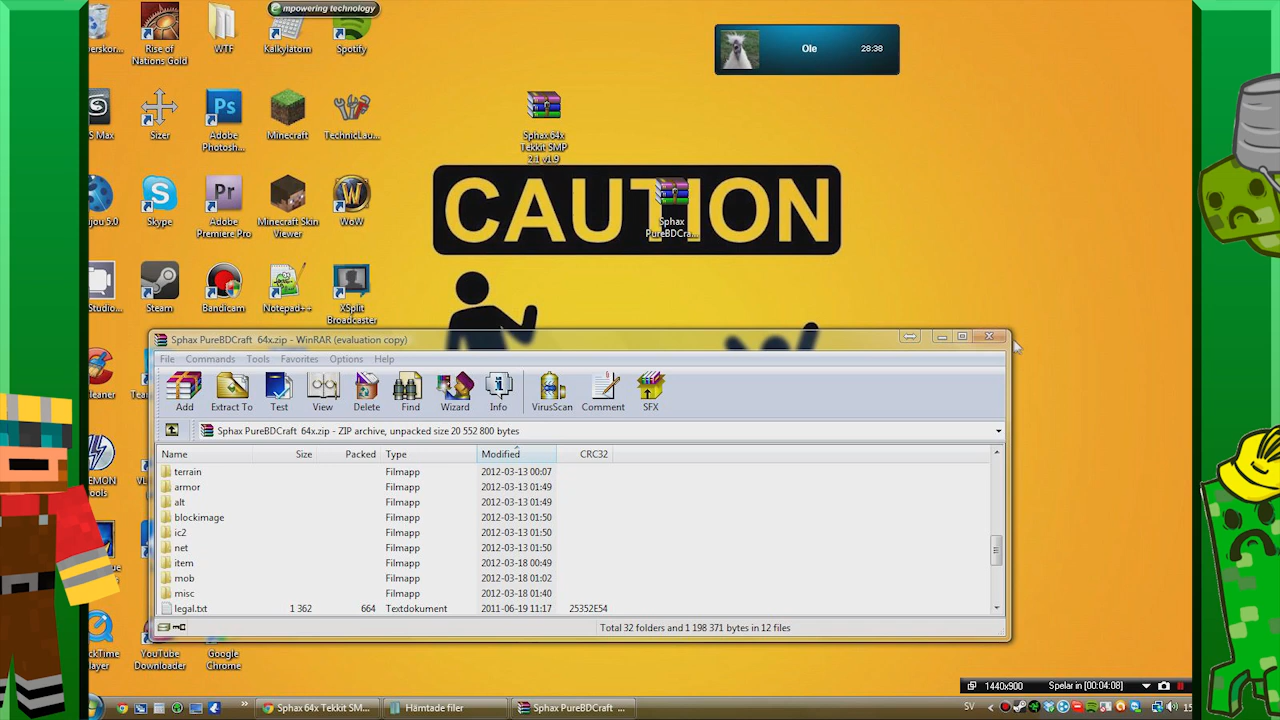 empowering technology
Rise of
Nations Gold
WTF
Kalkylatorn
Spotify
Ole
28:38
S Max
Sizer
Adobe
Photosh...
Minecraft
TechnicLau...
Sphax 64x
Tekkit SMP
2.1 v1.9
CAUTION
Sphax
PureBDCra...
Skype
Adobe
Premiere Pro
Minecraft Skin
Viewer
WoW
Studio...
Steam
Bandicam
Notepad++
XSplit
Broadcaster
Sphax PureBDCraft 64x.zip - WinRAR (evaluation copy)
File Commands Tools Favorites Options Help
Add Extract To Test View Delete Find Wizard Info VirusScan Comment SFX
Sphax PureBDCraft 64x.zip - ZIP archive, unpacked size 20 552 800 bytes
Name Size Packed Type Modified CRC32
terrain Filmapp 2012-03-13 00:07
armor Filmapp 2012-03-13 01:49
alt Filmapp 2012-03-13 01:49
blockimage Filmapp 2012-03-13 01:50
ic2 Filmapp 2012-03-13 01:50
net Filmapp 2012-03-13 01:50
item Filmapp 2012-03-18 00:49
mob Filmapp 2012-03-18 01:02
misc Filmapp 2012-03-18 01:40
legal.txt 1 362 664 Textdokument 2011-06-19 11:17 25352E54
Total 32 folders and 1 198 371 bytes in 12 files
YouTube
Downloader
Google
Chrome
1440x900 Spelar in [00:04:08]
Sphax 64x Tekkit SM... Hämtade filer Sphax PureBDCraft ... SV